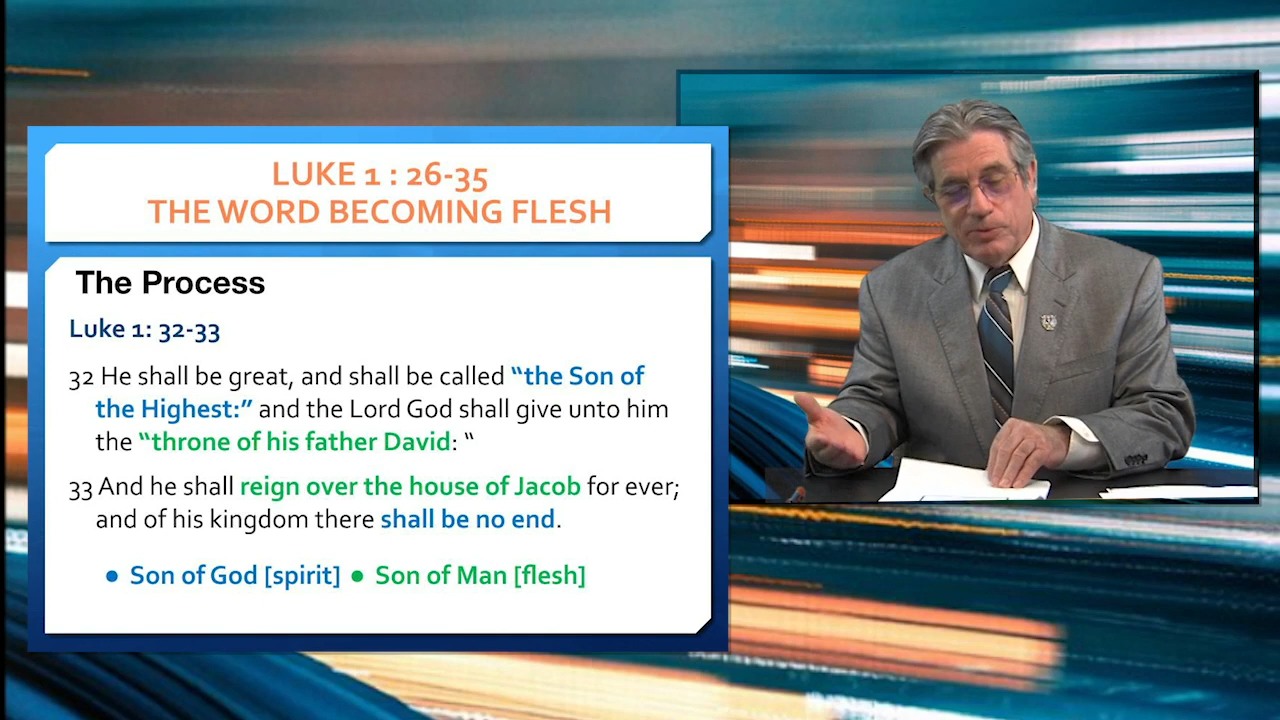 LUKE 1 : 26-35
THE WORD BECOMING FLESH
The Process
Luke 1: 32-33
32 He shall be great, and shall be called “the Son of
the Highest:” and the Lord God shall give unto him
the “throne of his father David: “
33 And he shall reign over the house of Jacob for ever;
and of his kingdom there shall be no end.
● Son of God [spirit] ● Son of Man [flesh]